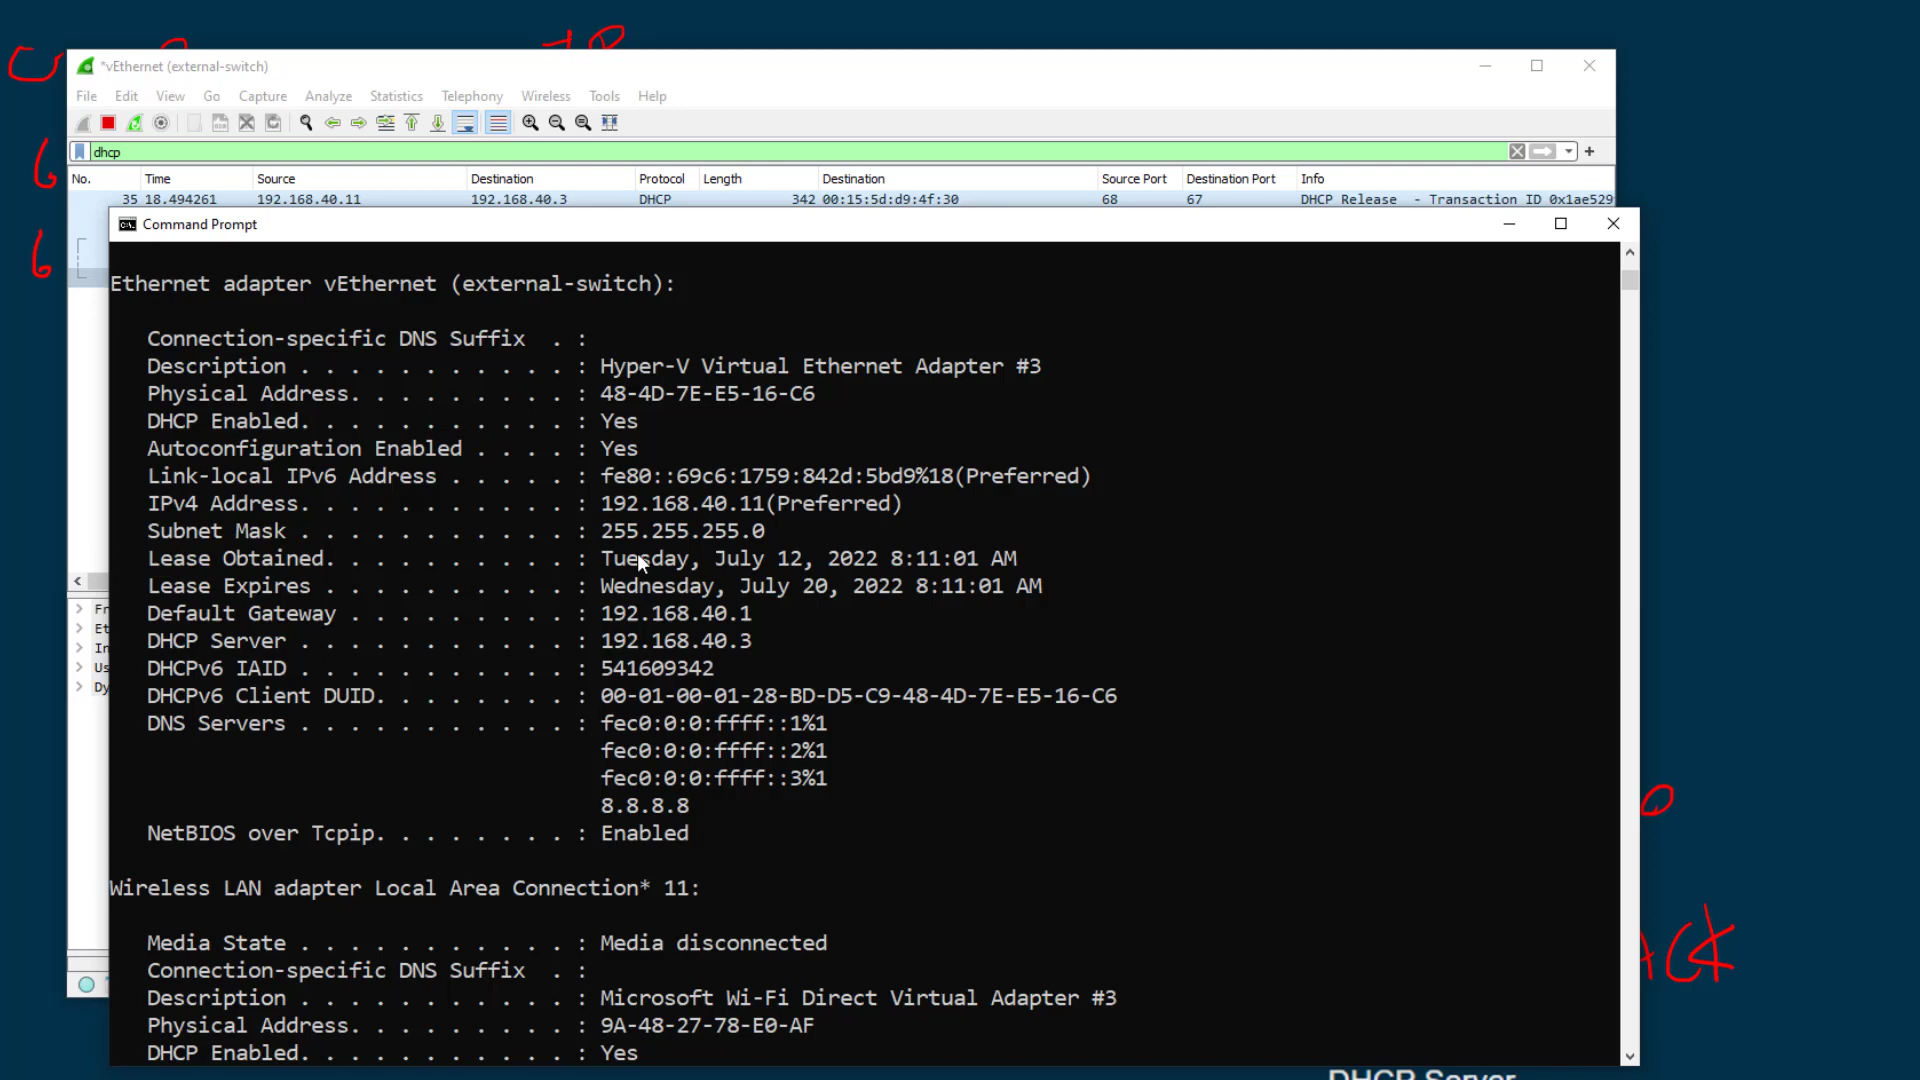 *vEthernet (external-switch)
File Edit View Go Capture Analyze Statistics Telephony Wireless Tools Help
dhcp
No. Time Source Destination Protocol Length Destination Source Port Destination Port Info
35 18.494261 192.168.40.11 192.168.40.3 DHCP 342 00:15:5d:d9:4f:30 68 67 DHCP Release - Transaction ID 0x1ae529
Command Prompt
Ethernet adapter vEthernet (external-switch):
Connection-specific DNS Suffix . :
Description . . . . . . . . . . . : Hyper-V Virtual Ethernet Adapter #3
Physical Address. . . . . . . . . : 48-4D-7E-E5-16-C6
DHCP Enabled. . . . . . . . . . . : Yes
Autoconfiguration Enabled . . . . : Yes
Link-local IPv6 Address . . . . . : fe80::69c6:1759:842d:5bd9%18(Preferred)
IPv4 Address. . . . . . . . . . . : 192.168.40.11(Preferred)
Subnet Mask . . . . . . . . . . . : 255.255.255.0
Lease Obtained. . . . . . . . . . : Tuesday, July 12, 2022 8:11:01 AM
Lease Expires . . . . . . . . . . : Wednesday, July 20, 2022 8:11:01 AM
Default Gateway . . . . . . . . . : 192.168.40.1
DHCP Server . . . . . . . . . . . : 192.168.40.3
DHCPv6 IAID . . . . . . . . . . . : 541609342
DHCPv6 Client DUID. . . . . . . . : 00-01-00-01-28-BD-D5-C9-48-4D-7E-E5-16-C6
DNS Servers . . . . . . . . . . . : fec0:0:0:ffff::1%1
fec0:0:0:ffff::2%1
fec0:0:0:ffff::3%1
8.8.8.8
NetBIOS over Tcpip. . . . . . . . : Enabled
Wireless LAN adapter Local Area Connection* 11:
Media State . . . . . . . . . . . : Media disconnected
Connection-specific DNS Suffix . :
Description . . . . . . . . . . . : Microsoft Wi-Fi Direct Virtual Adapter #3
Physical Address. . . . . . . . . : 9A-48-27-78-E0-AF
DHCP Enabled. . . . . . . . . . . : Yes
DHCP Server